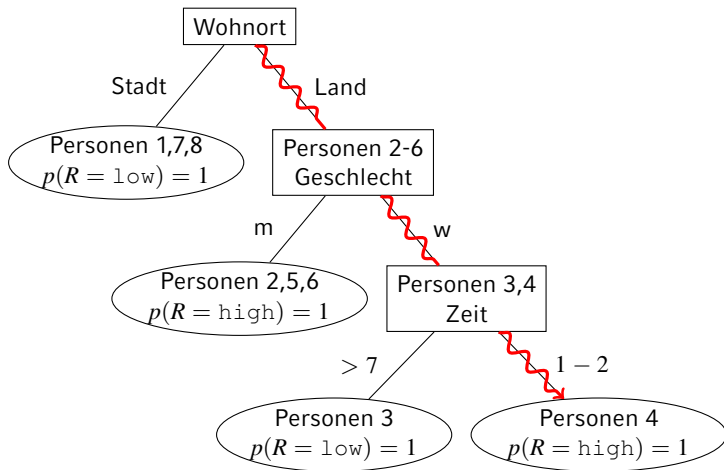 Wohnort
Stadt
Land
Personen 1,7,8
p(R = low) = 1
Personen 2-6
Geschlecht
m
w
Personen 2,5,6
p(R = high) = 1
Personen 3,4
Zeit
> 7
1 − 2
Personen 3
p(R = low) = 1
Personen 4
p(R = high) = 1